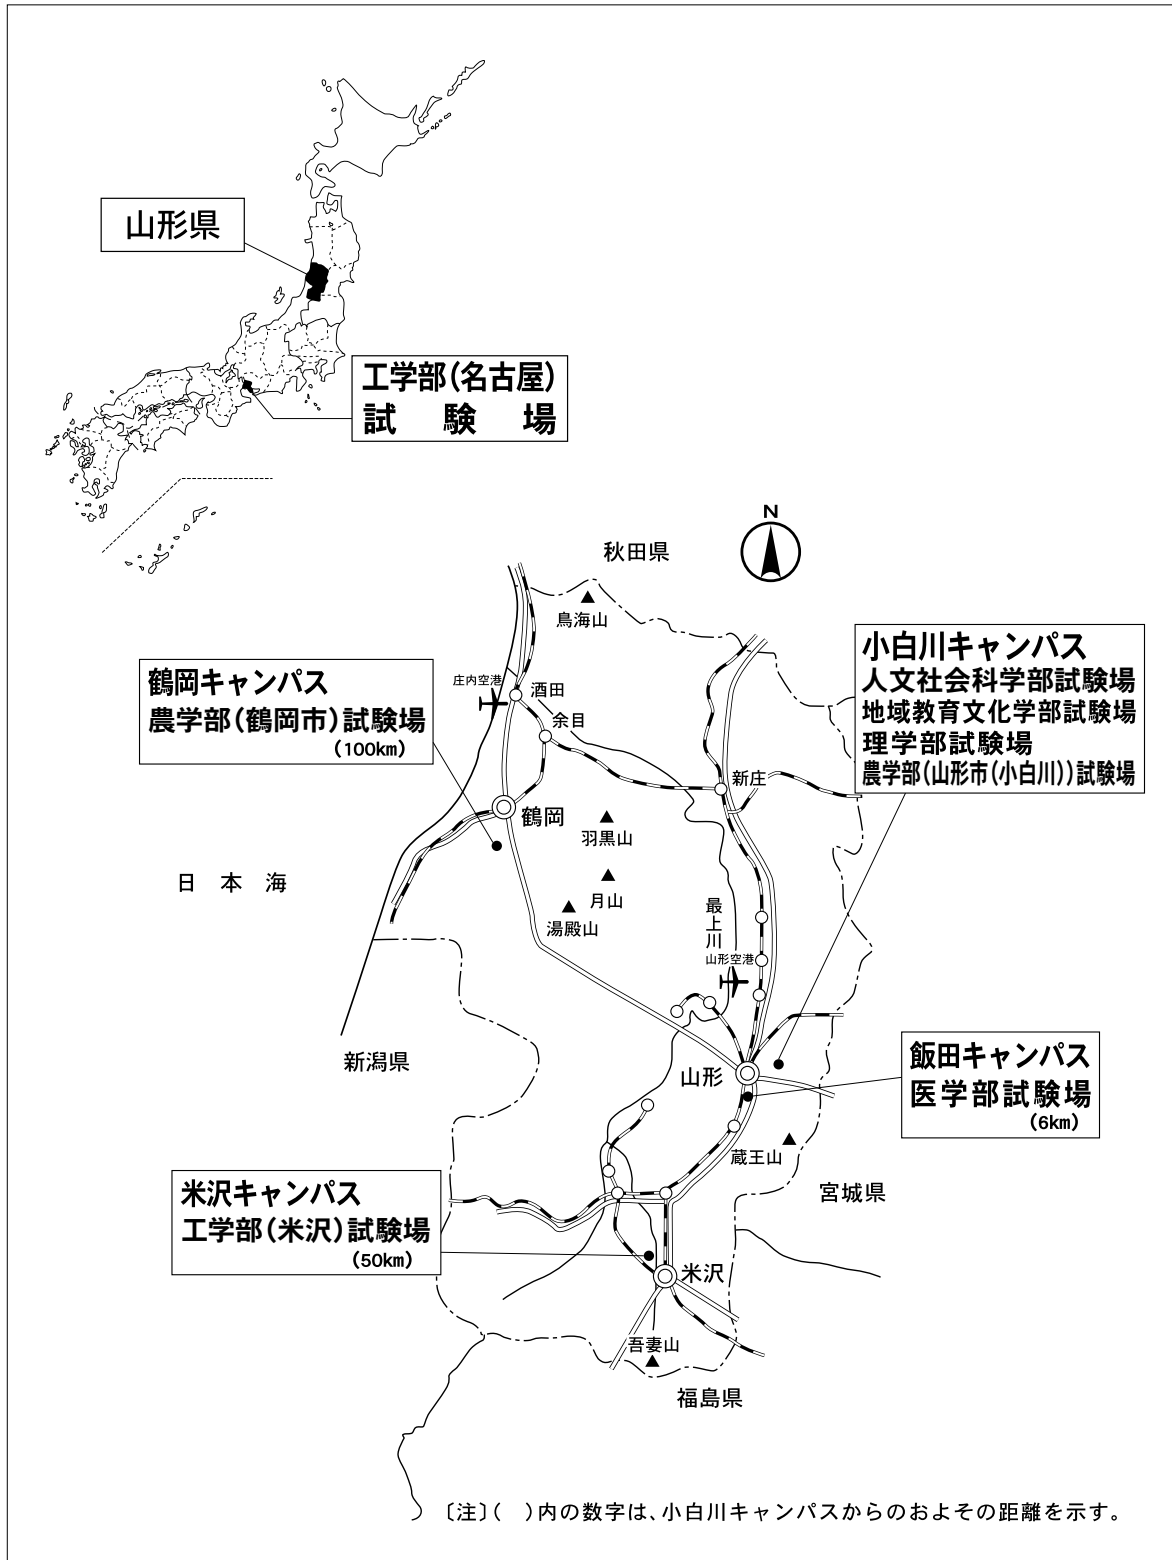 山形県
工学部(名古屋)
試験場
N
秋田県
鳥海山
鶴岡キャンパス
農学部(鶴岡市)試験場
(100km)
小白川キャンパス
人文社会科学部試験場
地域教育文化学部試験場
理学部試験場
農学部(山形市(小白川))試験場
庄内空港
酒田
余目
新庄
鶴岡
羽黒山
月山
湯殿山
日本海
最上川
山形空港
新潟県
山形
飯田キャンパス
医学部試験場
(6km)
蔵王山
宮城県
米沢キャンパス
工学部(米沢)試験場
(50km)
米沢
吾妻山
福島県
〔注〕( )内の数字は、小白川キャンパスからのおよその距離を示す。